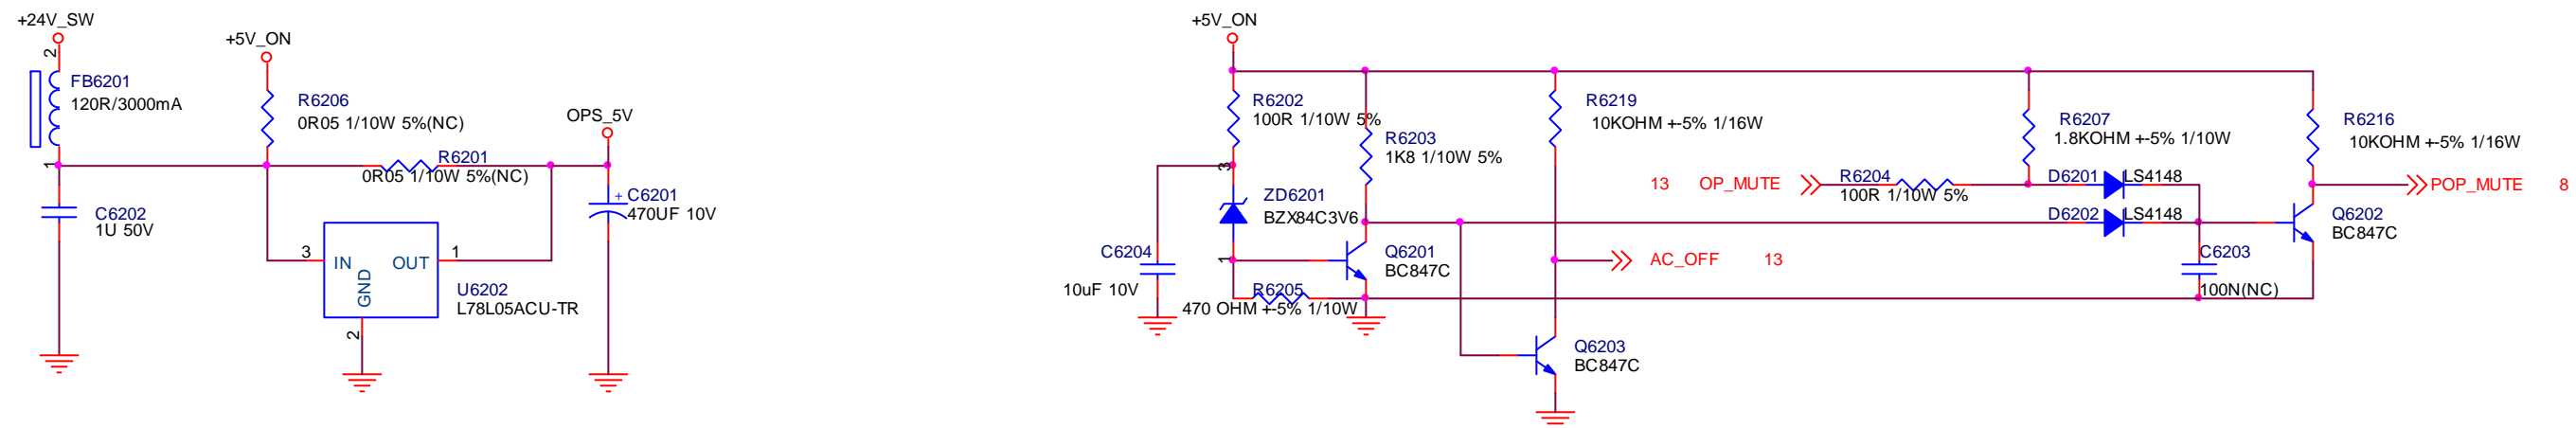 +24V_SW
2
FB6201
120R/3000mA
1
C6202
1U 50V
+5V_ON
R6206
0R05 1/10W 5%(NC)
R6201
0R05 1/10W 5%(NC)
OPS_5V
+
C6201
470UF 10V
3
IN
OUT
1
GND
2
U6202
L78L05ACU-TR
+5V_ON
R6202
100R 1/10W 5%
R6203
1K8 1/10W 5%
3
ZD6201
BZX84C3V6
1
C6204
10uF 10V
R6205
470 OHM +-5% 1/10W
Q6201
BC847C
R6219
10KOHM +-5% 1/16W
AC_OFF 13
Q6203
BC847C
13 OP_MUTE
R6204
100R 1/10W 5%
R6207
1.8KOHM +-5% 1/10W
D6201
LS4148
D6202
LS4148
R6216
10KOHM +-5% 1/16W
POP_MUTE 8
Q6202
BC847C
C6203
100N(NC)